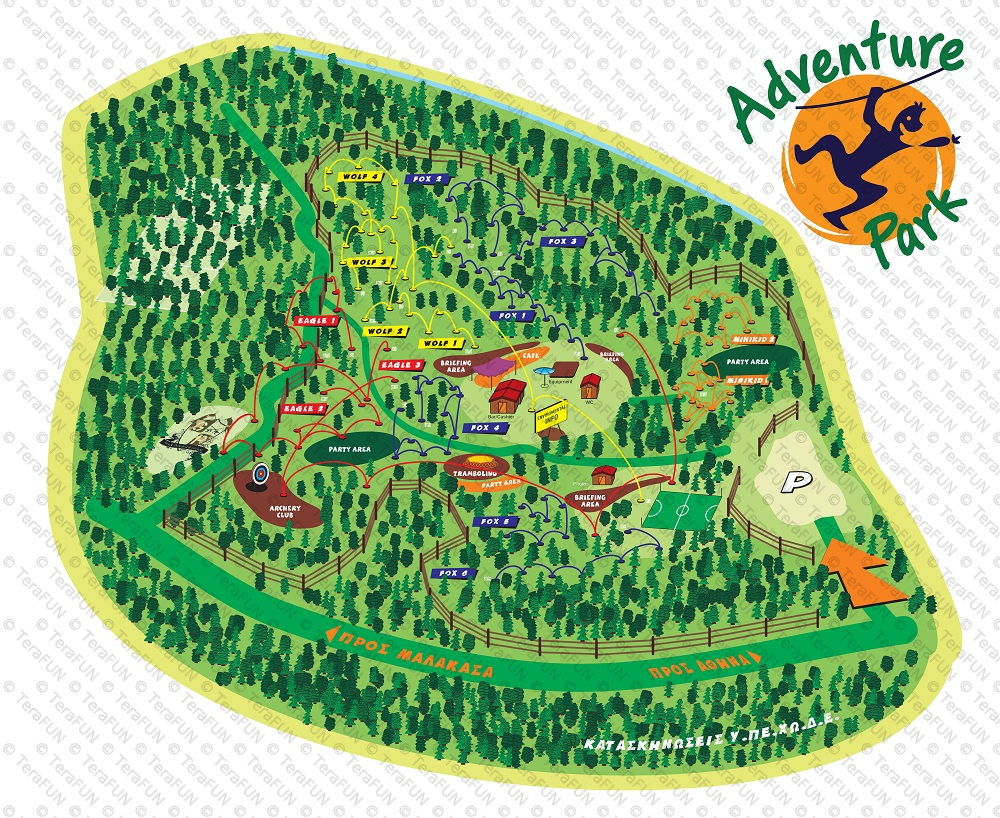 Adventure
Park
WOLF 4
FOX 2
FOX 3
WOLF 3
EAGLE 1
FOX 1
WOLF 2
WOLF 1
MINIKID 2
BRIEFING
AREA
CAFE
BRIEFING
AREA
PARTY AREA
EAGLE 3
Equipment
MINIKID 1
WC
EAGLE 2
Bar/Cashier
ENVIRONMENTAL
INFO
FOX 4
PARTY AREA
TRAMBOLINO
PARTY AREA
P
ARCHERY
CLUB
BRIEFING
AREA
FOX 5
FOX 6
ΠΡΟΣ ΜΑΛΑΚΑΣΑ
ΠΡΟΣ ΑΘΗΝΑ
ΚΑΤΑΣΚΗΝΩΣΕΙΣ Υ.ΠΕ.ΧΩ.Δ.Ε.
© TeraFUN